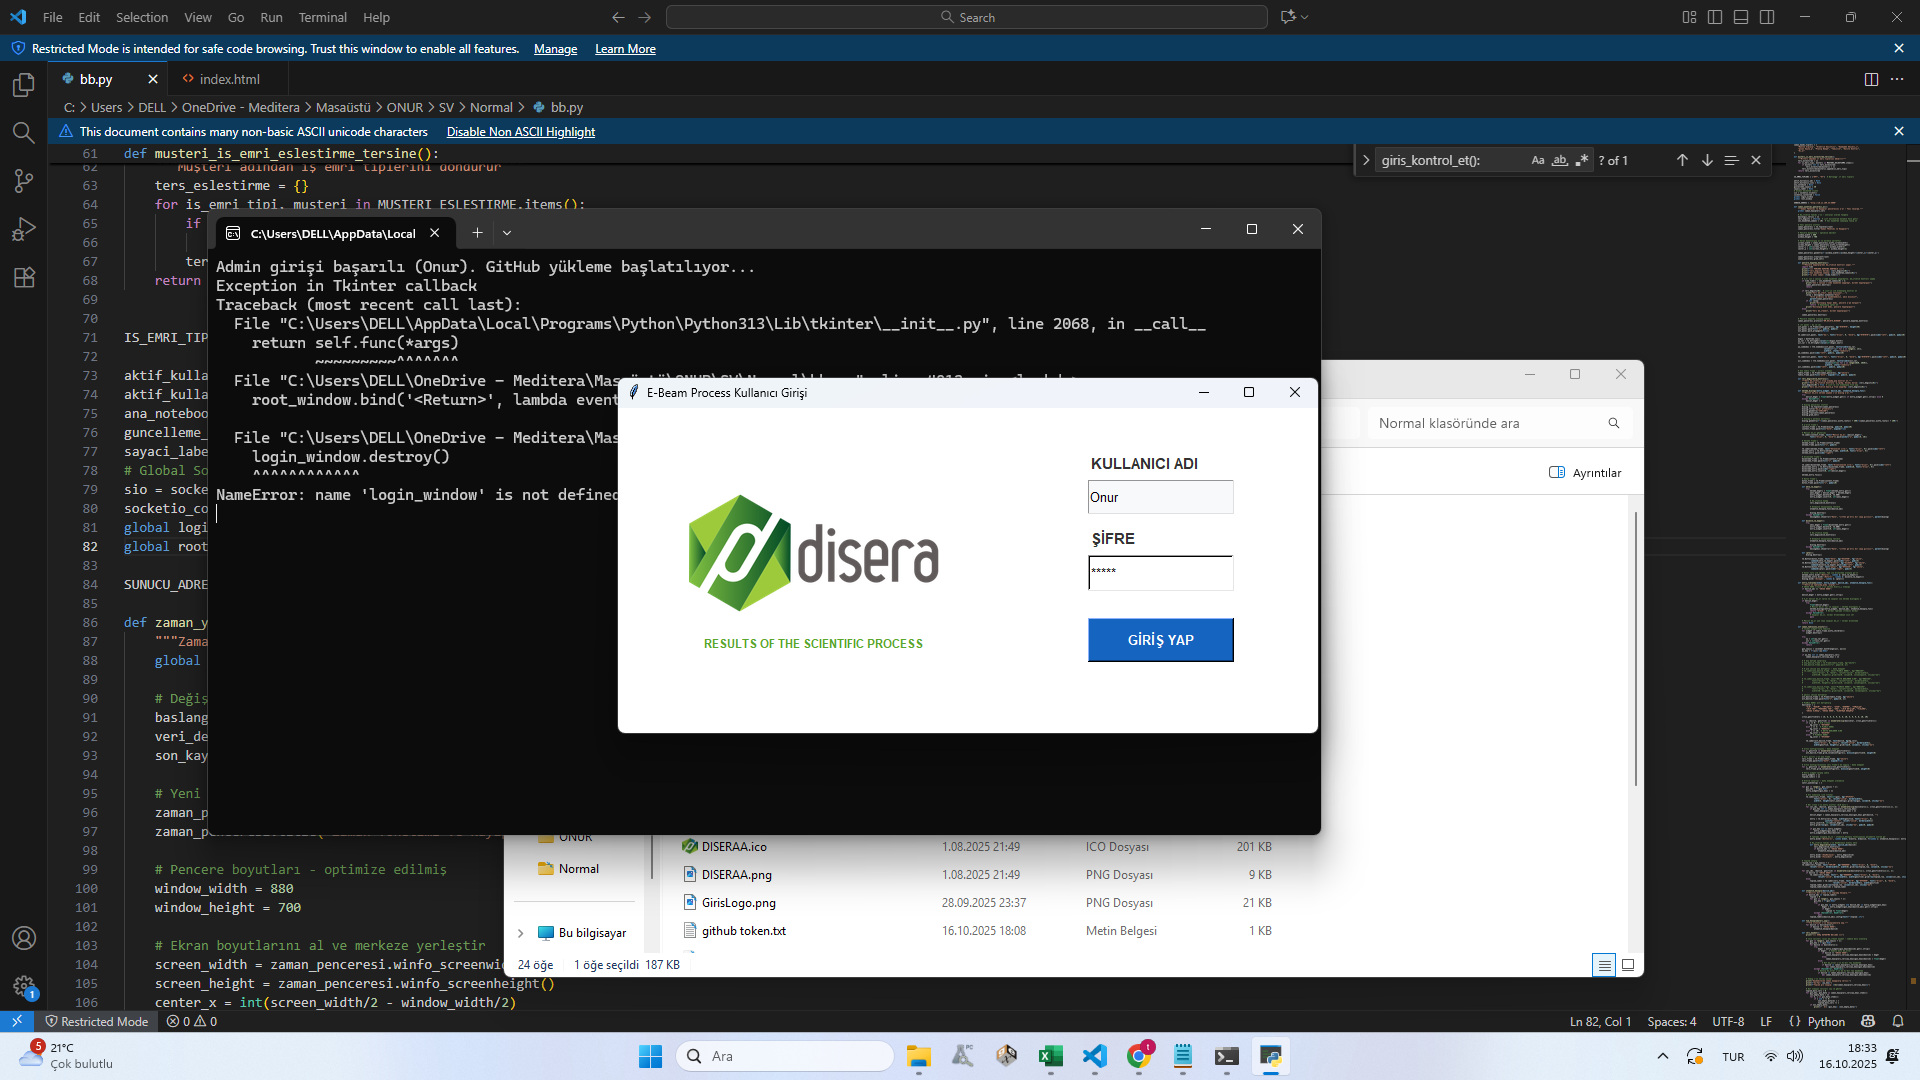 File Edit Selection View Go Run Terminal Help
Search
Restricted Mode is intended for safe code browsing. Trust this window to enable all features. Manage Learn More
bb.py
index.html
C: > Users > DELL > OneDrive - Meditera > Masaüstü > ONUR > SV > Normal > bb.py
This document contains many non-basic ASCII unicode characters Disable Non ASCII Highlight
61 def musteri_is_emri_eslestirme_tersine():
giris_kontrol_et():
Aa ab ? of 1
62 Müşteri adından iş emri tiplerini döndürür
63 ters_eslestirme = {}
64 for is_emri_tipi, musteri in MUSTERI_ESLESTIRME.items():
65 if
66
67 ter
68 return
69
70
71 IS_EMRI_TIP
72
73 aktif_kulla
74 aktif_kulla
75 ana_noteboo
76 guncelleme_
77 sayaci_labe
78 # Global So
79 sio = socke
80 socketio_co
81 global logi
82 global root
83
84 SUNUCU_ADRE
85
86 def zaman_y
87 """Zama
88 global
89
90 # Değiş
91 baslang
92 veri_de
93 son_kay
94
95 # Yeni
96 zaman_p
97
98
99 # Pencere boyutları - optimize edilmiş
100 window_width = 880
101 window_height = 700
102
103 # Ekran boyutlarını al ve merkeze yerleştir
104 screen_width = zaman_penceresi.winfo_screenwi
105 screen_height = zaman_penceresi.winfo_screenheight()
106 center_x = int(screen_width/2 - window_width/2)
C:\Users\DELL\AppData\Local
Admin girişi başarılı (Onur). GitHub yükleme başlatılıyor...
Exception in Tkinter callback
Traceback (most recent call last):
File "C:\Users\DELL\AppData\Local\Programs\Python\Python313\Lib\tkinter\__init__.py", line 2068, in __call__
return self.func(*args)
~~~~~~~~~^^^^^^^
File "C:\Users\DELL\OneDrive - Meditera\Mas
root_window.bind('<Return>', lambda event
File "C:\Users\DELL\OneDrive - Meditera\Mas
login_window.destroy()
^^^^^^^^^^^^
NameError: name 'login_window' is not defined
E-Beam Process Kullanıcı Girişi
disera
RESULTS OF THE SCIENTIFIC PROCESS
KULLANICI ADI
Onur
ŞİFRE
*****
GİRİŞ YAP
Normal klasöründe ara
Ayrıntılar
ONUR
Normal
Bu bilgisayar
DISERAA.ico 1.08.2025 21:49 ICO Dosyası 201 KB
DISERAA.png 1.08.2025 21:49 PNG Dosyası 9 KB
GirisLogo.png 28.09.2025 23:37 PNG Dosyası 21 KB
github token.txt 16.10.2025 18:08 Metin Belgesi 1 KB
24 öğe 1 öğe seçildi 187 KB
1
Restricted Mode 0 0
Ln 82, Col 1 Spaces: 4 UTF-8 LF {} Python
5
21°C
Çok bulutlu
Ara
t
TUR
18:33
16.10.2025